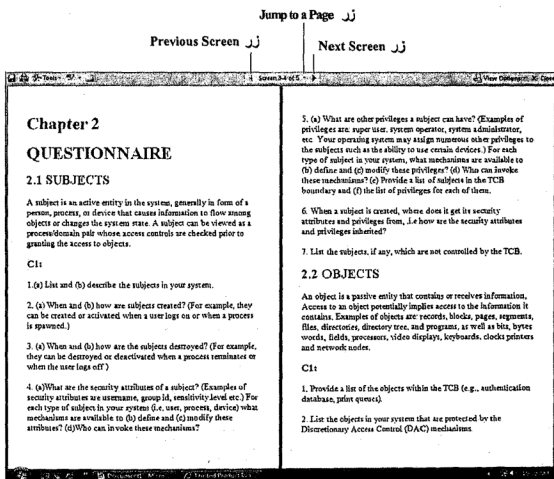 Jump to a Page زر
Previous Screen زر
Next Screen زر
Tools
Screen 3-4 of 5
View Options
Close
Chapter 2
QUESTIONNAIRE
2.1 SUBJECTS
A subject is an active entity in the system, generally in form of a
person, process, or device that causes information to flow among
objects or changes the system state. A subject can be viewed as a
process/domain pair whose access controls are checked prior to
granting the access to objects.
C1:
1.(a) List and (b) describe the subjects in your system.
2. (a) When and (b) how are subjects created? (For example, they
can be created or activated when a user logs on or when a process
is spawned.)
3. (a) When and (b) how are the subjects destroyed? (For example,
they can be destroyed or deactivated when a process terminates or
when the user logs off )
4. (a)What are the security attributes of a subject? (Examples of
security attributes are username, group id, sensitivity level etc.) For
each type of subject in your system (i.e, user, process, device) what
mechanisms are available to (b) define and (c) modify these
attributes? (d)Who can invoke these mechanisms?
5. (a) What are other privileges a subject can have? (Examples of
privileges are: super user, system operator, system administrator,
etc. Your operating system may assign numerous other privileges to
the subjects such as the ability to use certain devices.) For each
type of subject in your system, what mechanisms are available to
(b) define and (c) modify these privileges? (d) Who can invoke
these mechanisms? (e) Provide a list of subjects in the TCB
boundary and (f) the list of privileges for each of them.
6. When a subject is created, where does it get its security
attributes and privileges from, .i.e how are the security attributes
and privileges inherited?
7. List the subjects, if any, which are not controlled by the TCB.
2.2 OBJECTS
An object is a passive entity that contains or receives information,
Access to an object potentially implies access to the information it
contains. Examples of objects are: records, blocks, pages, segments,
files, directories, directory tree, and programs, as well as bits, bytes
words, fields, processors, video displays, keyboards, clocks printers
and network nodes.
C1:
1. Provide a list of the objects within the TCB (e.g., authentication
database, print queues).
2. List the objects in your system that are protected by the
Discretionary Access Control (DAC) mechanisms.